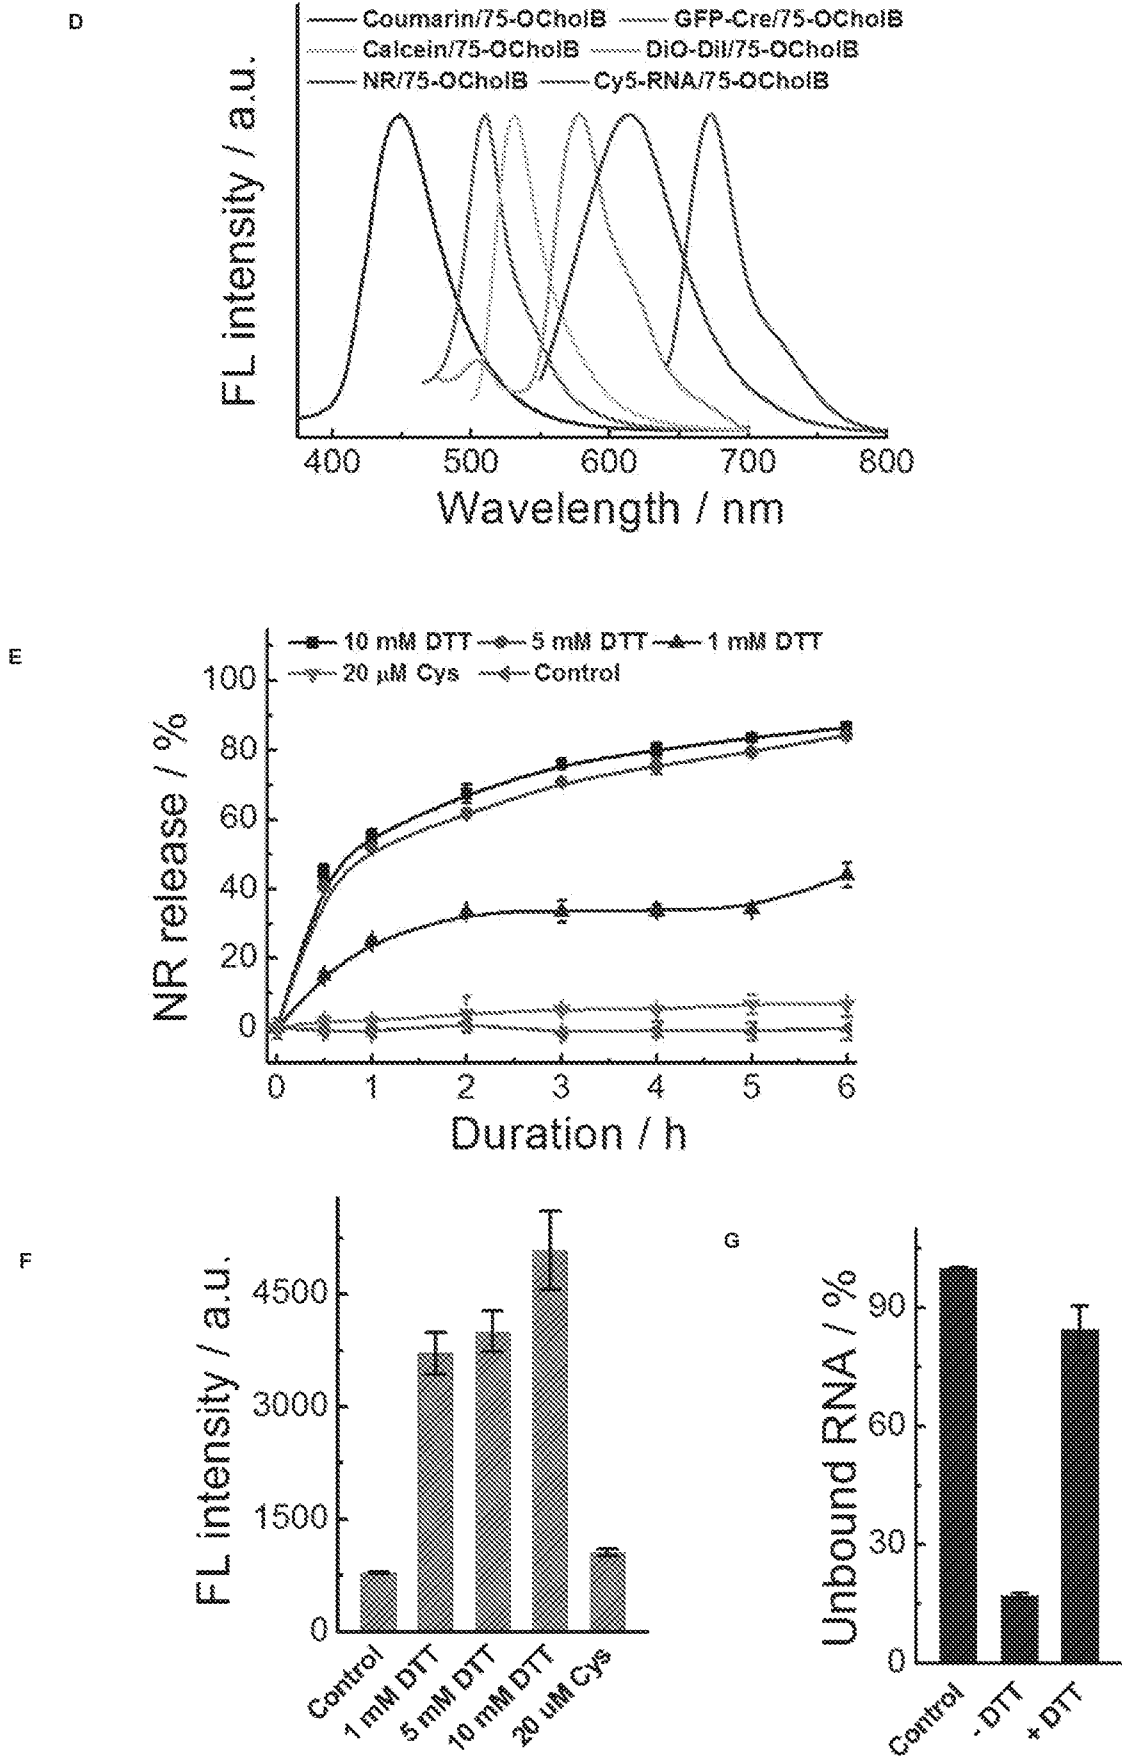 D
Coumarin/75-OCholB GFP-Cre/75-OCholB
Calcein/75-OCholB DiO-DiI/75-OCholB
NR/75-OCholB Cy5-RNA/75-OCholB
FL intensity / a.u.
400 500 600 700 800
Wavelength / nm
E
10 mM DTT 5 mM DTT 1 mM DTT
20 μM Cys Control
NR release / %
100
80
60
40
20
0
0 1 2 3 4 5 6
Duration / h
F
FL intensity / a.u.
4500
3000
1500
0
Control
1 mM DTT
5 mM DTT
10 mM DTT
20 uM Cys
G
Unbound RNA / %
90
60
30
0
Control
- DTT
+ DTT